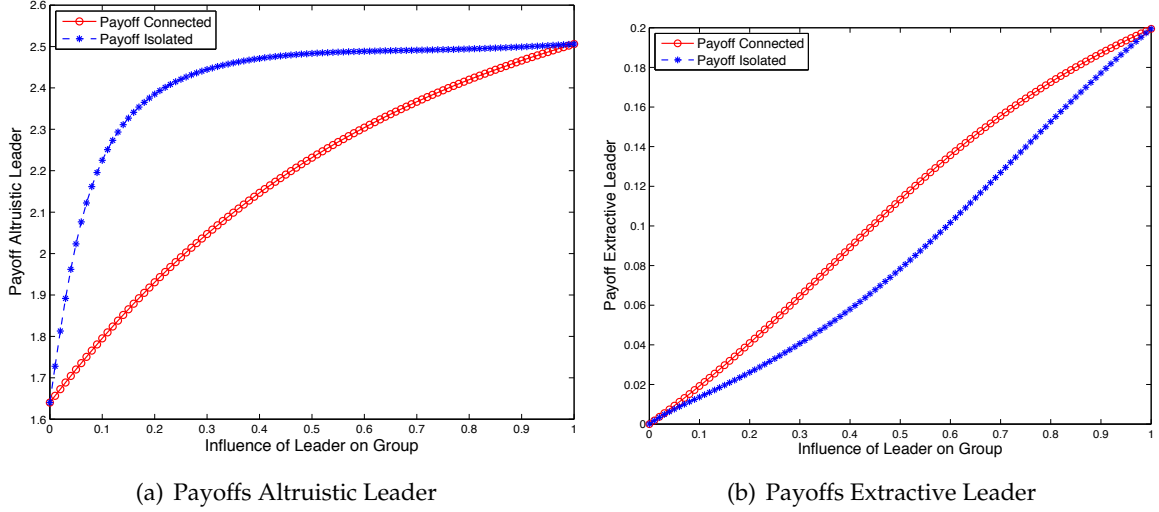 2.6
2.5
2.4
2.3
2.2
2.1
2
1.9
1.8
1.7
1.6
Payoff Altruistic Leader
Payoff Connected
Payoff Isolated
0 0.1 0.2 0.3 0.4 0.5 0.6 0.7 0.8 0.9 1
Influence of Leader on Group
(a) Payoffs Altruistic Leader
0.2
0.18
0.16
0.14
0.12
0.1
0.08
0.06
0.04
0.02
0
Payoff Extractive Leader
Payoff Connected
Payoff Isolated
0 0.1 0.2 0.3 0.4 0.5 0.6 0.7 0.8 0.9 1
Influence of Leader on Group
(b) Payoffs Extractive Leader